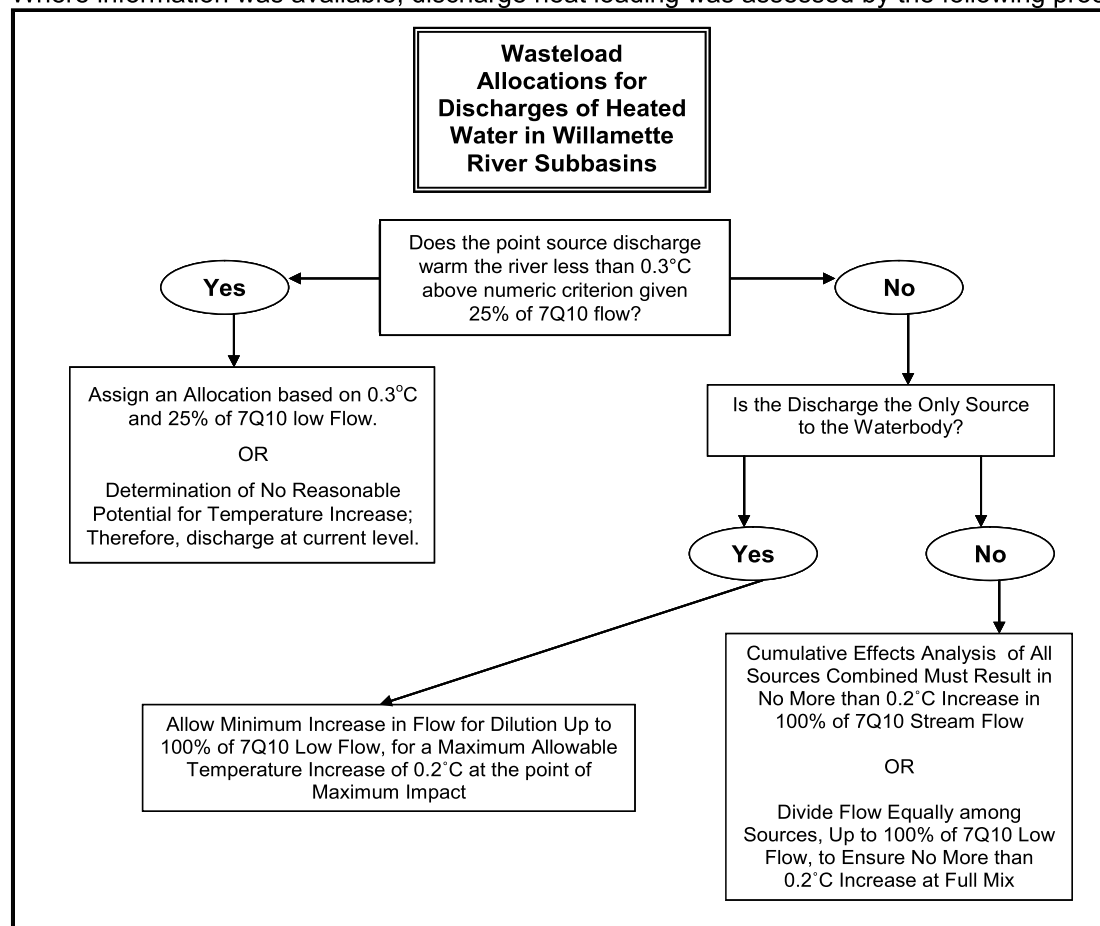 Where information was available, discharge heat loading was assessed by the following
Wasteload
Allocations for
Discharges of Heated
Water in Willamette
River Subbasins
Does the point source discharge
warm the river less than 0.3°C
above numeric criterion given
25% of 7Q10 flow?
Yes
No
Assign an Allocation based on 0.3°C
and 25% of 7Q10 low Flow.
OR
Determination of No Reasonable
Potential for Temperature Increase;
Therefore, discharge at current level.
Is the Discharge the Only Source
to the Waterbody?
Yes
No
Allow Minimum Increase in Flow for Dilution Up to
100% of 7Q10 Low Flow, for a Maximum Allowable
Temperature Increase of 0.2˚C at the point of
Maximum Impact
Cumulative Effects Analysis of All
Sources Combined Must Result in
No More than 0.2˚C Increase in
100% of 7Q10 Stream Flow
OR
Divide Flow Equally among
Sources, Up to 100% of 7Q10 Low
Flow, to Ensure No More than
0.2˚C Increase at Full Mix